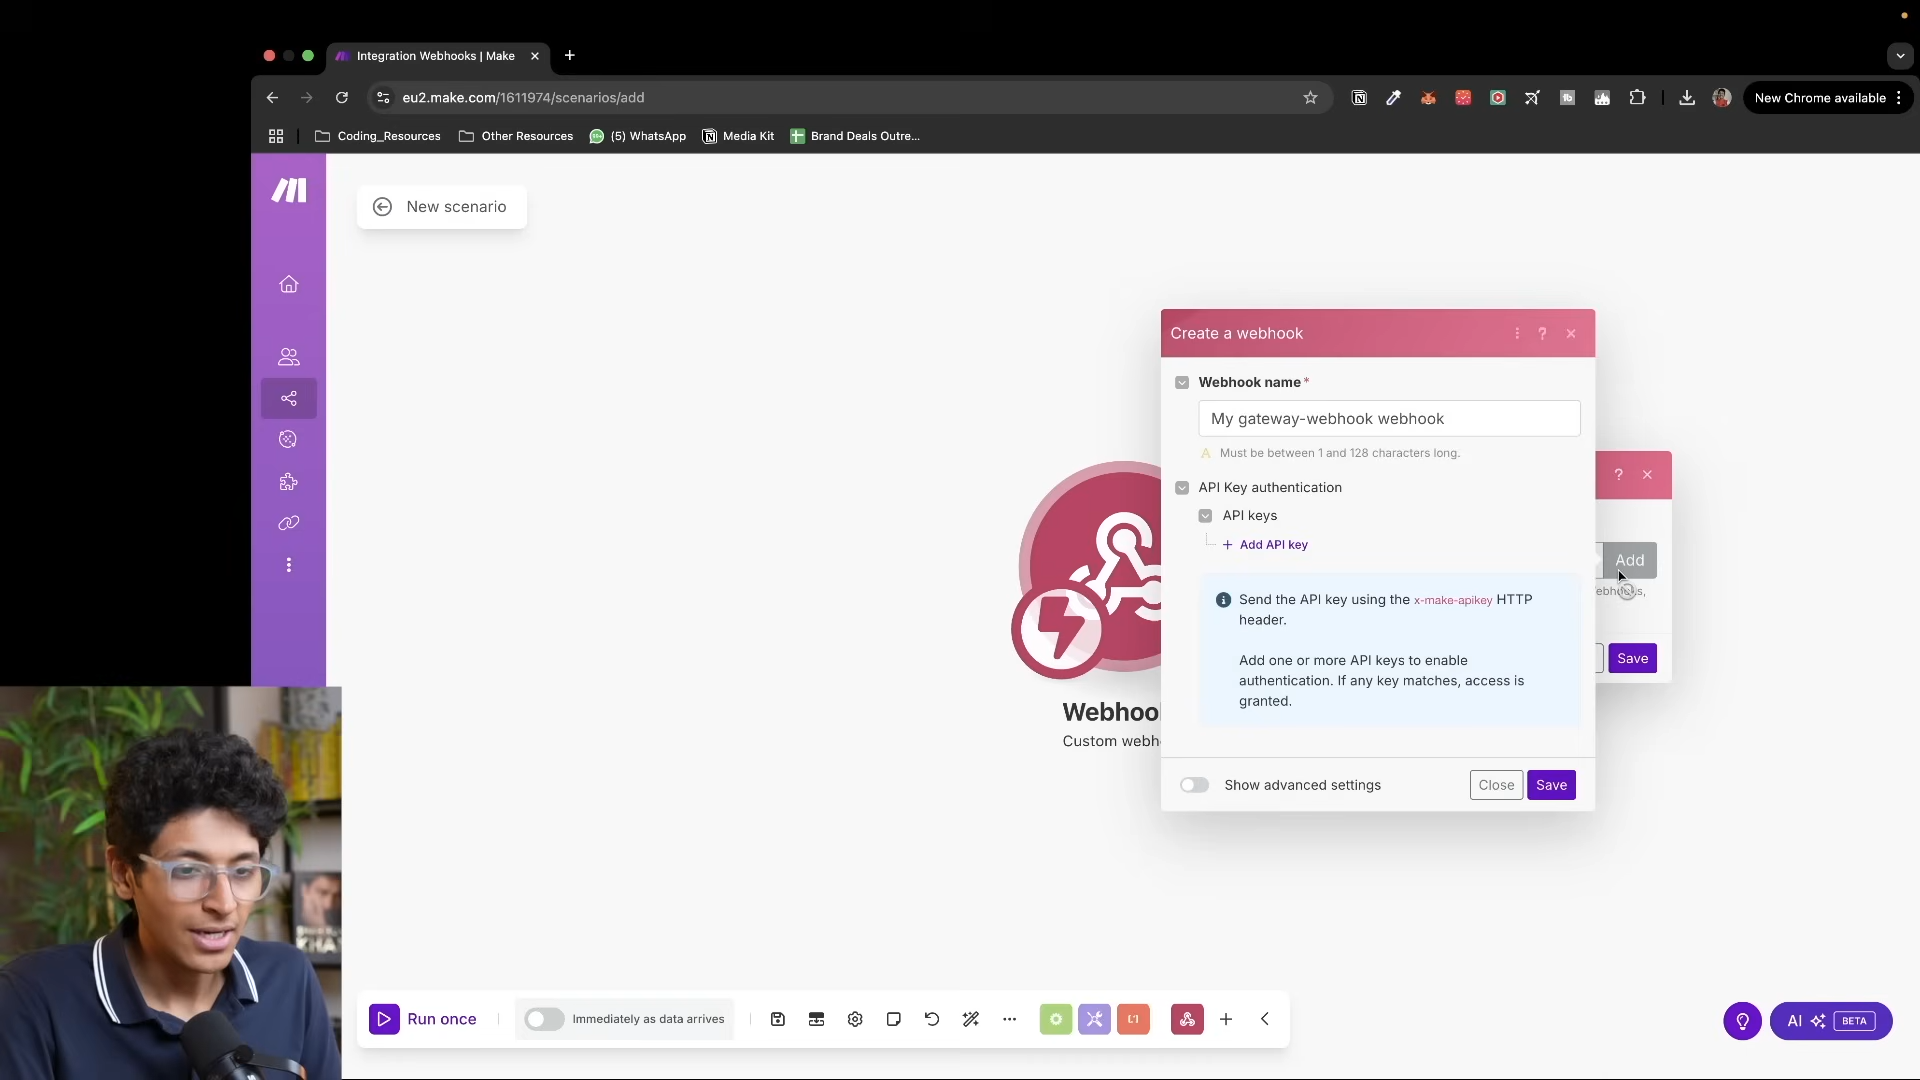 Integration Webhooks | Make
eu2.make.com/1611974/scenarios/add
New Chrome available
Coding_Resources
Other Resources
(5) WhatsApp
Media Kit
Brand Deals Outre...
New scenario
Create a webhook
Webhook name*
My gateway-webhook webhook
Must be between 1 and 128 characters long.
API Key authentication
API keys
+ Add API key
Add
Send the API key using the x-make-apikey HTTP
header.
Add one or more API keys to enable
authentication. If any key matches, access is
granted.
Save
Webhoo
Custom webh
Show advanced settings
Close
Save
Run once
Immediately as data arrives
AI
BETA